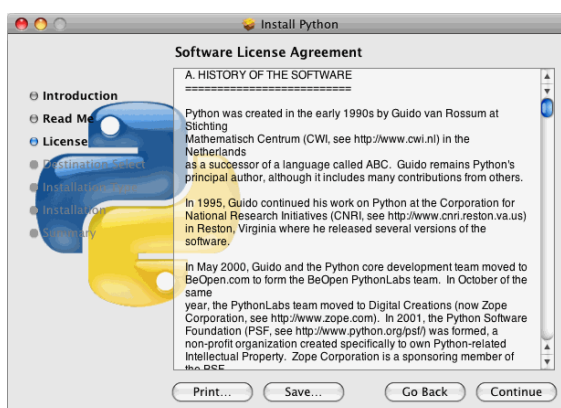 Install Python
Software License Agreement
Introduction
Read Me
License
Destination Select
Installation Type
Installation
Summary
A. HISTORY OF THE SOFTWARE
==========================
Python was created in the early 1990s by Guido van Rossum at
Stichting
Mathematisch Centrum (CWI, see http://www.cwi.nl) in the
Netherlands
as a successor of a language called ABC.  Guido remains Python's
principal author, although it includes many contributions from others.
In 1995, Guido continued his work on Python at the Corporation for
National Research Initiatives (CNRI, see http://www.cnri.reston.va.us)
in Reston, Virginia where he released several versions of the
software.
In May 2000, Guido and the Python core development team moved to
BeOpen.com to form the BeOpen PythonLabs team.  In October of the
same
year, the PythonLabs team moved to Digital Creations (now Zope
Corporation, see http://www.zope.com).  In 2001, the Python Software
Foundation (PSF, see http://www.python.org/psf/) was formed, a
non-profit organization created specifically to own Python-related
Intellectual Property.  Zope Corporation is a sponsoring member of
the PSF.
Print...
Save...
Go Back
Continue